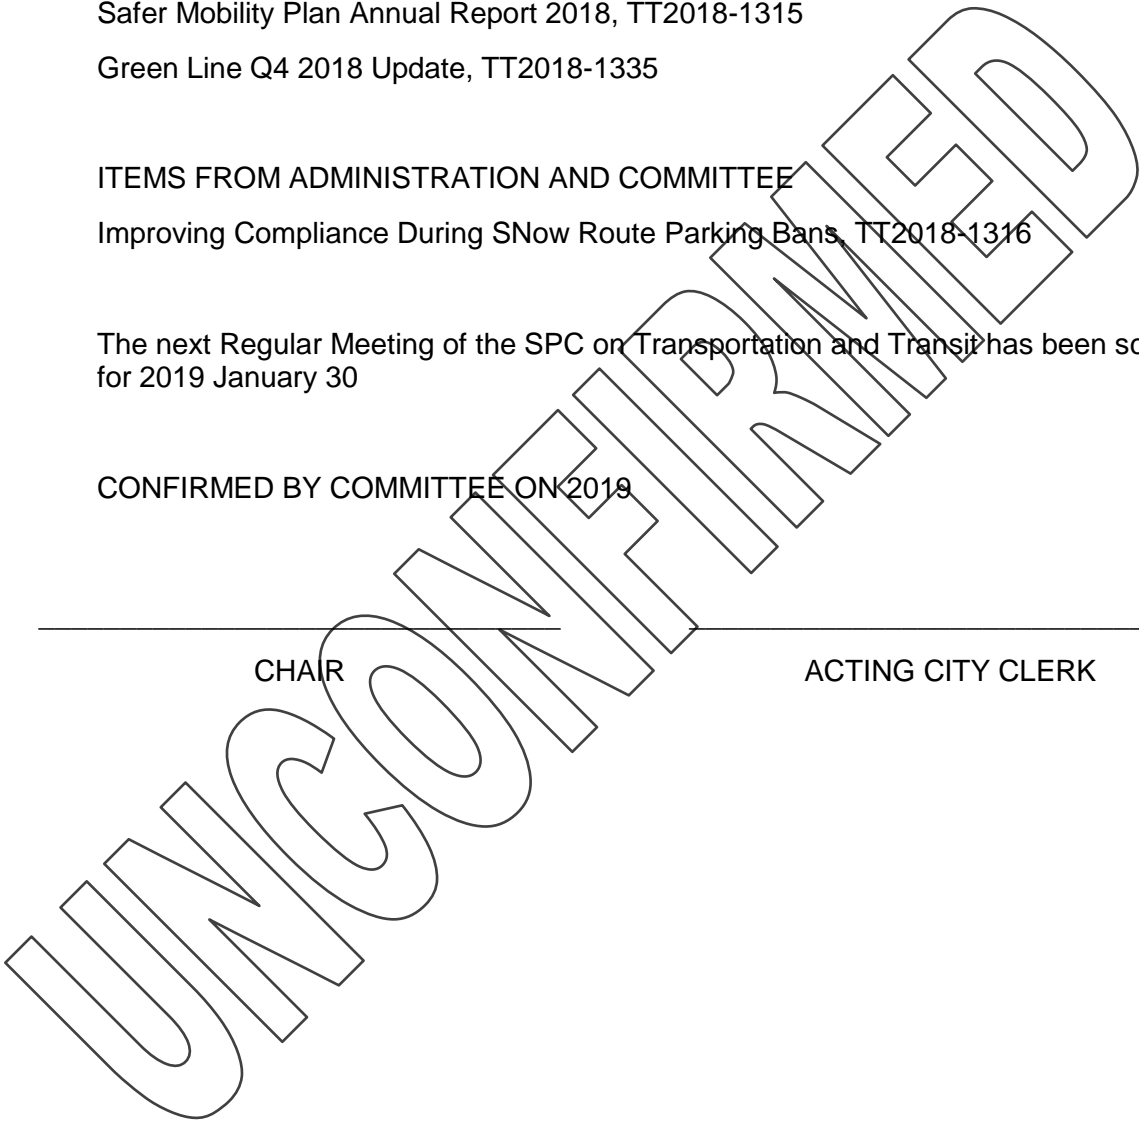 Safer Mobility Plan Annual Report 2018, TT2018-1315
Green Line Q4 2018 Update, TT2018-1335
ITEMS FROM ADMINISTRATION AND COMMITTEE
Improving Compliance During SNow Route Parking Bans, TT2018-1316
The next Regular Meeting of the SPC on Transportation and Transit has been
for 2019 January 30
CONFIRMED BY COMMITTEE ON 2019
CHAIR ACTING CITY CLERK
UNCONFIRMED